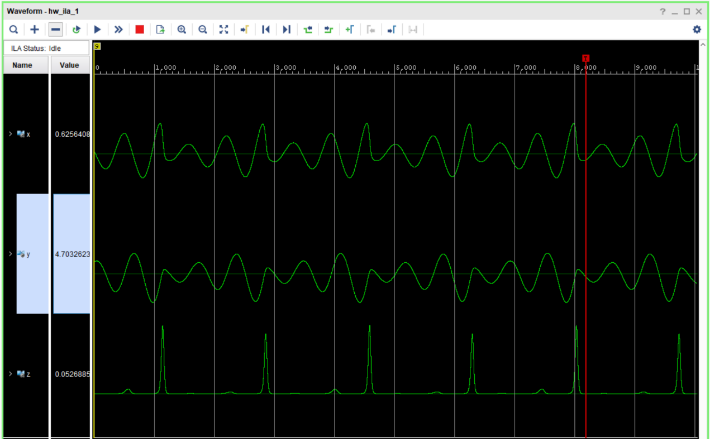 Waveform - hw_ila_1
ILA Status: Idle
Name Value
0 1,000 2,000 3,000 4,000 5,000 6,000 7,000 8,000 9,000
x 0.6256408
y 4.7032623
z 0.0526885